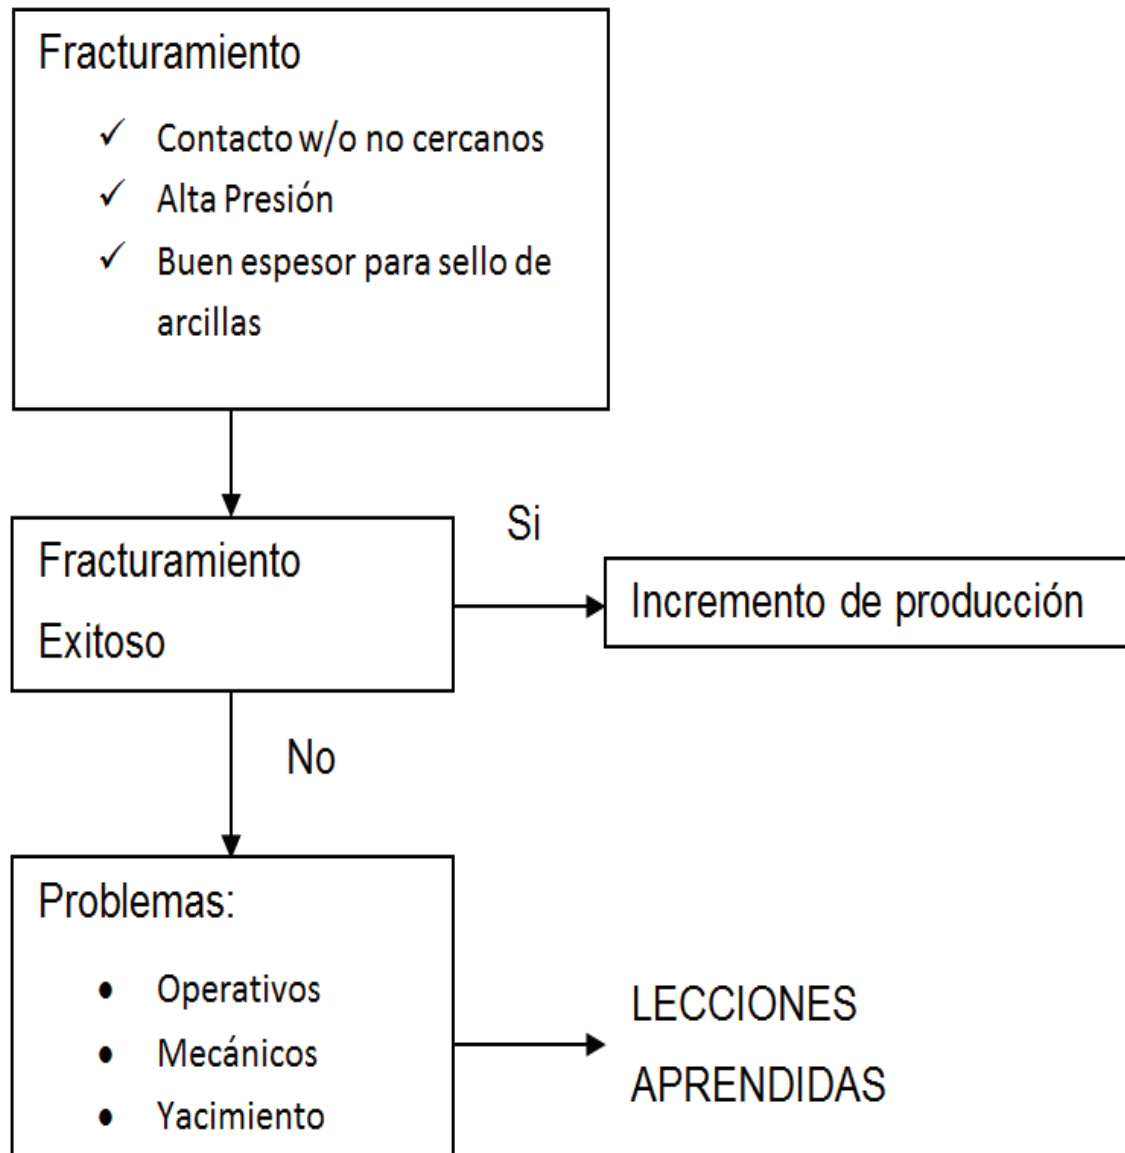 Fracturamiento
✓ Contacto w/o no cercanos
✓ Alta Presión
✓ Buen espesor para sello de
arcillas
Fracturamiento
Exitoso
Si
Incremento de producción
No
Problemas:
• Operativos
• Mecánicos
• Yacimiento
LECCIONES
APRENDIDAS